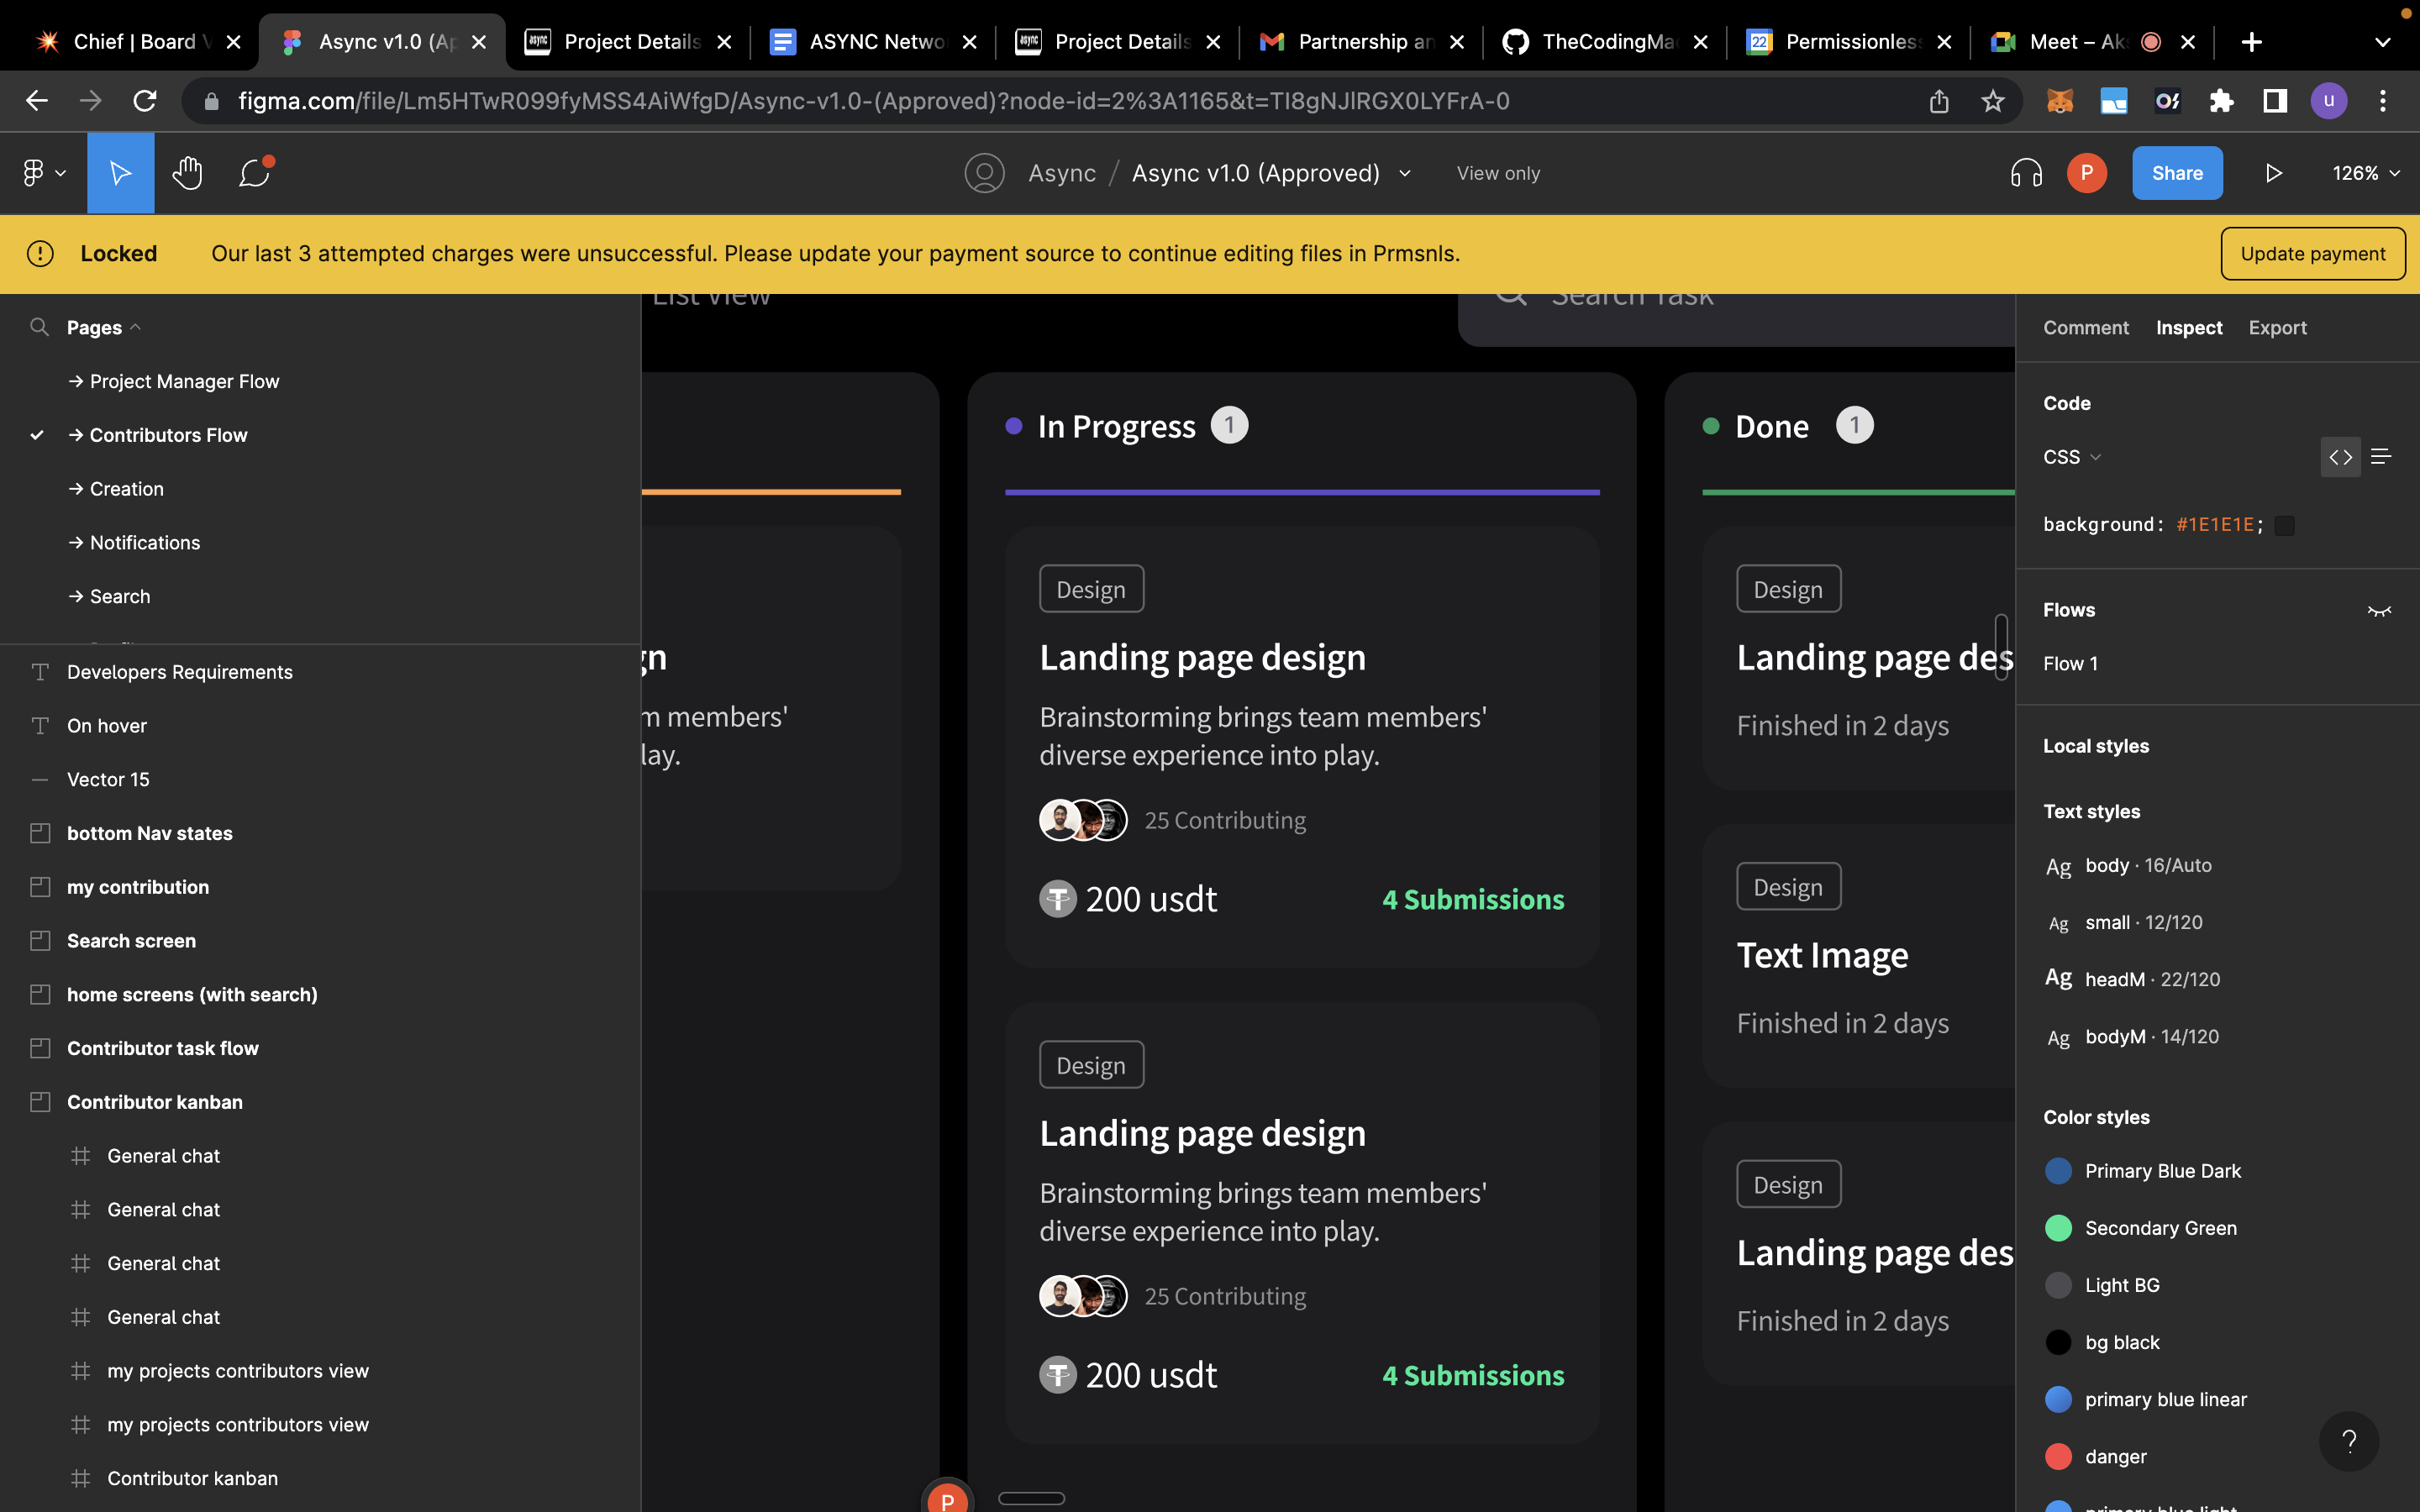 Chief | Board V
Async v1.0 (Ap
Project Details
ASYNC Netwo
Project Details
Partnership an
TheCodingMac
Permissionless
Meet – Aks
figma.com/file/Lm5HTwR099fyMSS4AiWfgD/Async-v1.0-(Approved)?node-id=2%3A1165&t=TI8gNJlRGX0LYFrA-0
u
Async / Async v1.0 (Approved)
View only
P
Share
126%
Locked
Our last 3 attempted charges were unsuccessful. Please update your payment source to continue editing files in Prmsnls.
Update payment
Pages
→ Project Manager Flow
→ Contributors Flow
→ Creation
→ Notifications
→ Search
Developers Requirements
On hover
Vector 15
bottom Nav states
my contribution
Search screen
home screens (with search)
Contributor task flow
Contributor kanban
General chat
General chat
General chat
General chat
my projects contributors view
my projects contributors view
Contributor kanban
List View
Search Task
gn
m members'
lay.
In Progress 1
Design
Landing page design
Brainstorming brings team members'
diverse experience into play.
25 Contributing
200 usdt
4 Submissions
Design
Landing page design
Brainstorming brings team members'
diverse experience into play.
25 Contributing
200 usdt
4 Submissions
P
Done 1
Design
Landing page des
Finished in 2 days
Design
Text Image
Finished in 2 days
Design
Landing page des
Finished in 2 days
Comment Inspect Export
Code
CSS
background: #1E1E1E;
Flows
Flow 1
Local styles
Text styles
Ag body · 16/Auto
Ag small · 12/120
Ag headM · 22/120
Ag bodyM · 14/120
Color styles
Primary Blue Dark
Secondary Green
Light BG
bg black
primary blue linear
danger
primary blue light
?